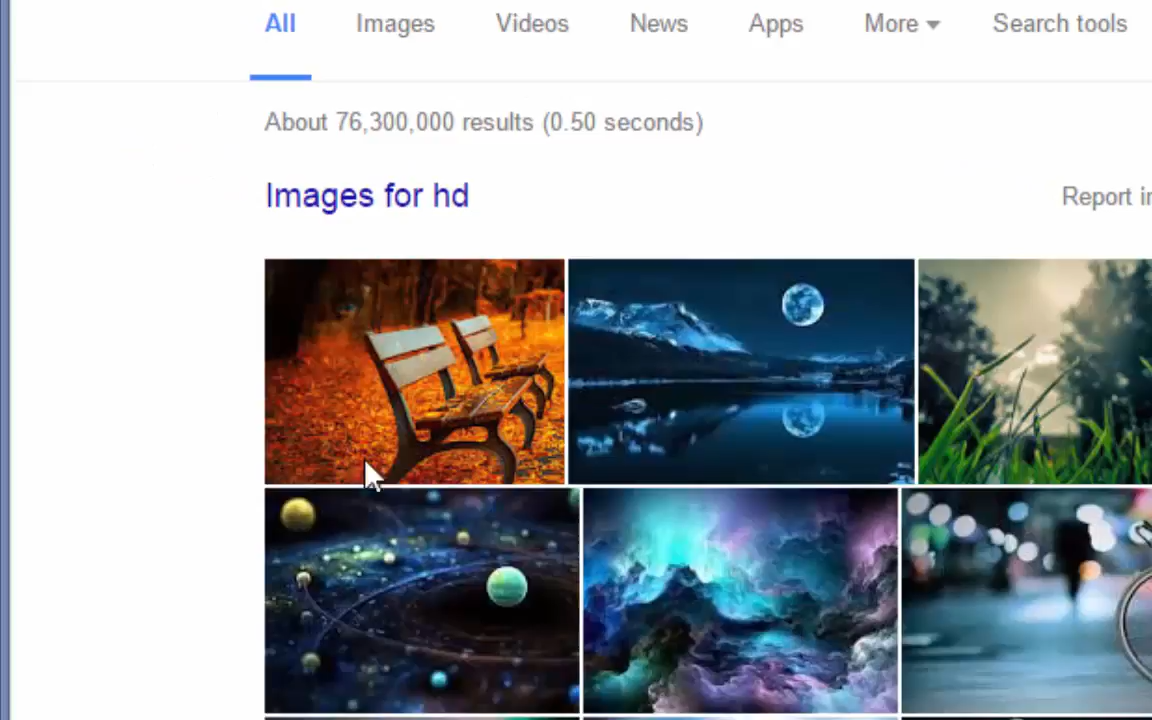 All Images Videos News Apps More Search tools
About 76,300,000 results (0.50 seconds)
Images for hd Report